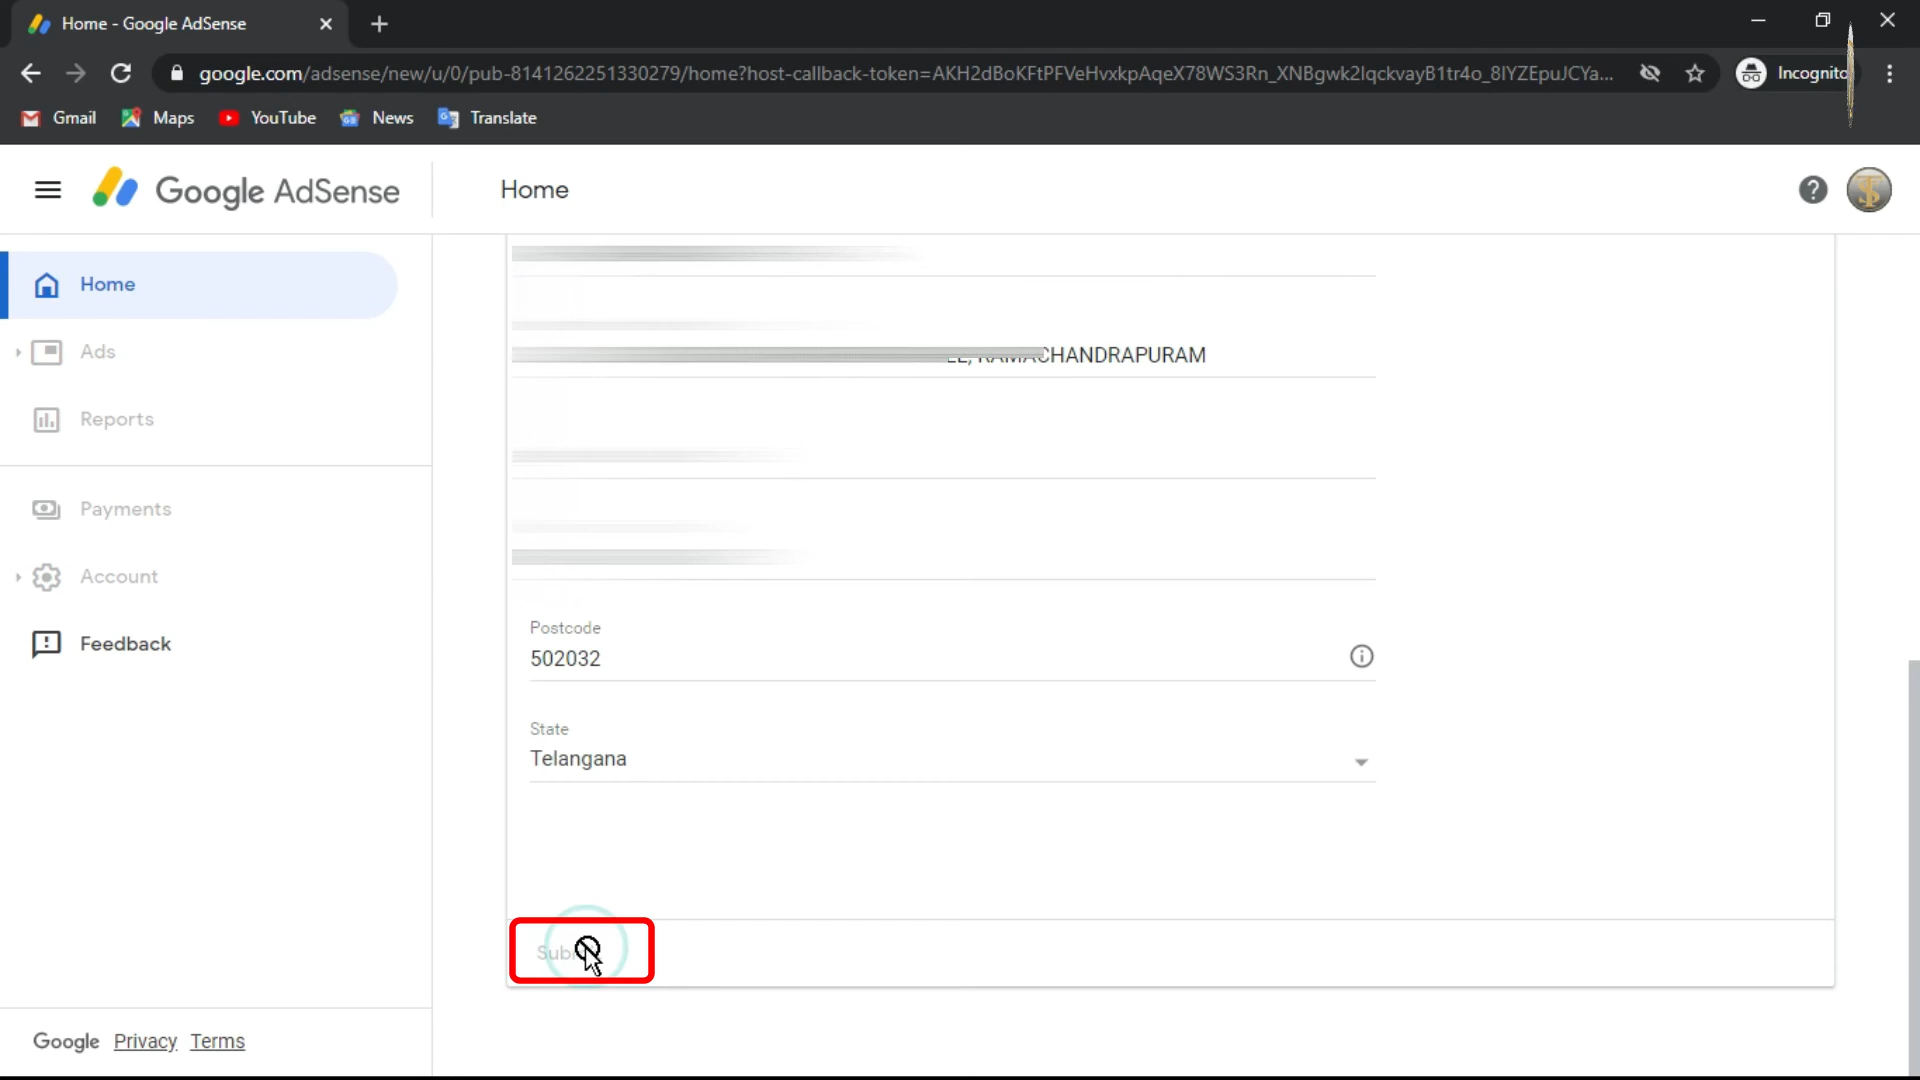 Home - Google AdSense
google.com/adsense/new/u/0/pub-8141262251330279/home?host-callback-token=AKH2dBoKFtPFVeHvxkpAqeX78WS3Rn_XNBgwk2lqckvayB1tr4o_8IYZEpuJCYa...
Incognito
Gmail Maps YouTube News Translate
Google AdSense
Home
Home
Ads
Reports
Payments
Account
Feedback
CHANDRAPURAM
Postcode
502032
State
Telangana
Google Privacy Terms